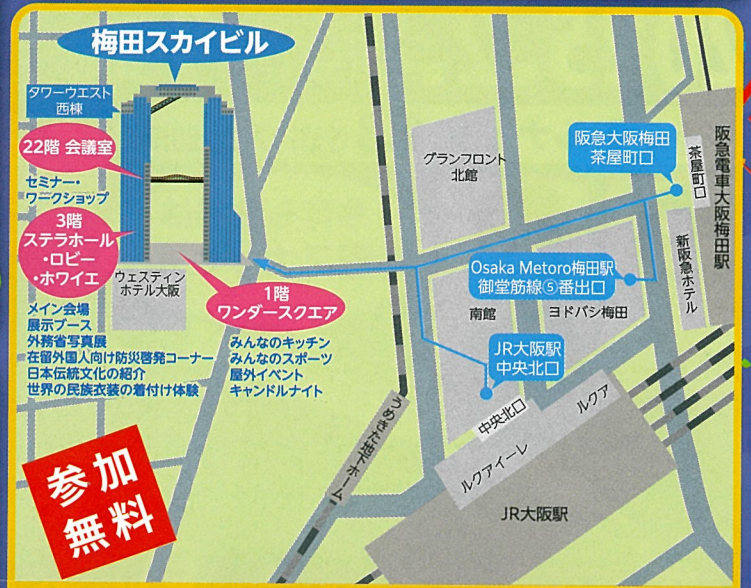 梅田スカイビル
タワーウエスト
西棟
22階 会議室
セミナー・
ワークショップ
3階
ステラホール
・ロビー
・ホワイエ
メイン会場
展示ブース
外務省写真展
在留外国人向け防災啓発コーナー
日本伝統文化の紹介
世界の民族衣装の着付け体験
ウェスティン
ホテル大阪
1階
ワンダースクエア
みんなのキッチン
みんなのスポーツ
屋外イベント
キャンドルナイト
グランフロント
北館
南館
阪急大阪梅田
茶屋町口
茶屋町口
阪急電車大阪梅田駅
新阪急ホテル
Osaka Metoro梅田駅
御堂筋線⑤番出口
ヨドバシ梅田
JR大阪駅
中央北口
中央北口
ルクア
ルクアイーレ
JR大阪駅
うめきた地下ホーム
参加
無料